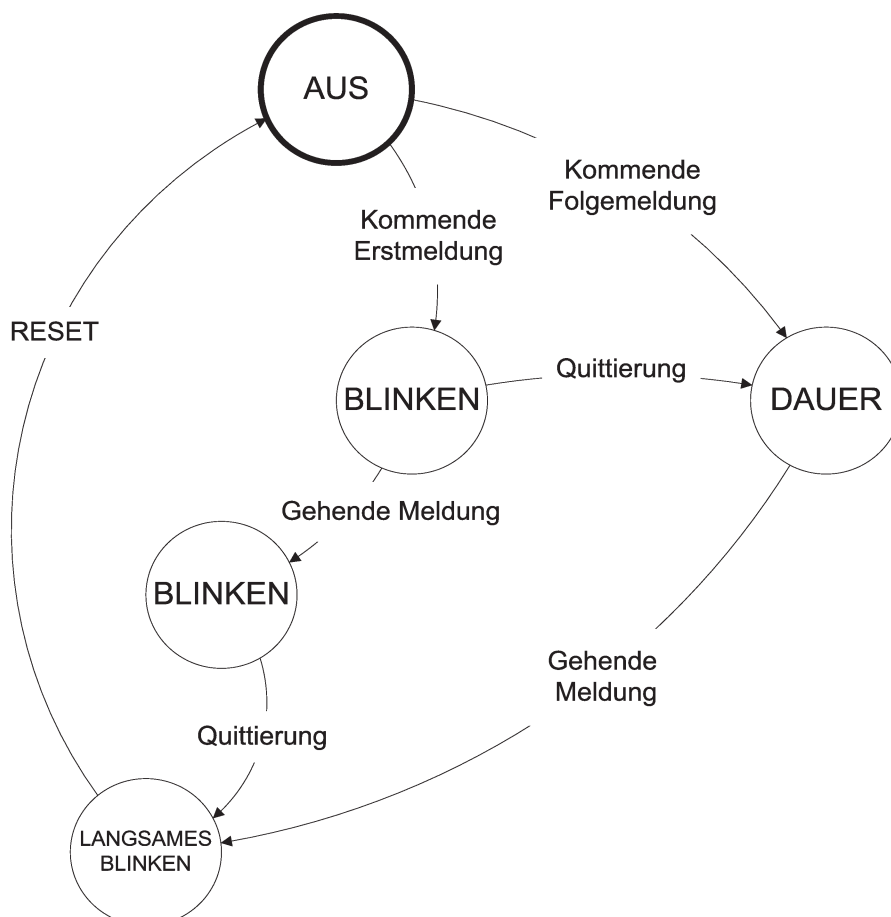 AUS
Kommende
Folgemeldung
Kommende
Erstmeldung
RESET
Quittierung
BLINKEN
DAUER
Gehende Meldung
BLINKEN
Gehende
Meldung
Quittierung
LANGSAMES
BLINKEN